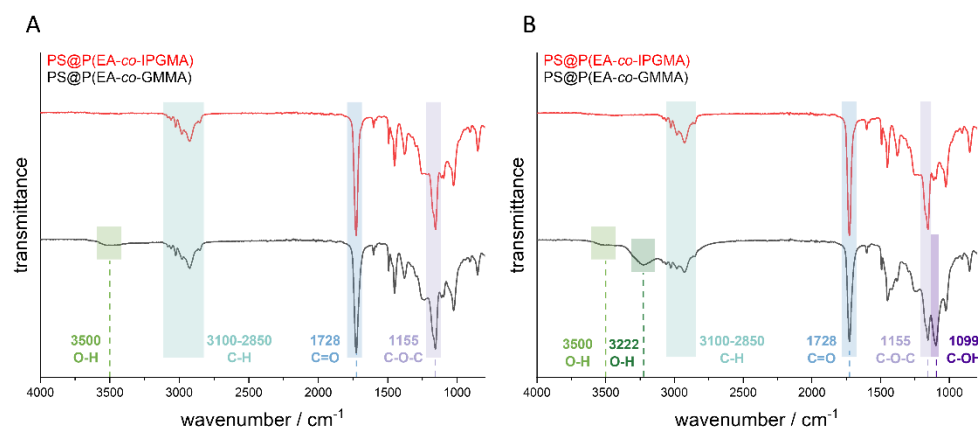 A
PS@P(EA-co-IPGMA)
PS@P(EA-co-GMMA)
transmittance
3500
O-H
3100-2850
C-H
1728
C=O
1155
C-O-C
4000 3500 3000 2500 2000 1500 1000
wavenumber / cm⁻¹
B
PS@P(EA-co-IPGMA)
PS@P(EA-co-GMMA)
transmittance
3500
O-H
3222
O-H
3100-2850
C-H
1728
C=O
1155
C-O-C
1099
C-OH
4000 3500 3000 2500 2000 1500 1000
wavenumber / cm⁻¹